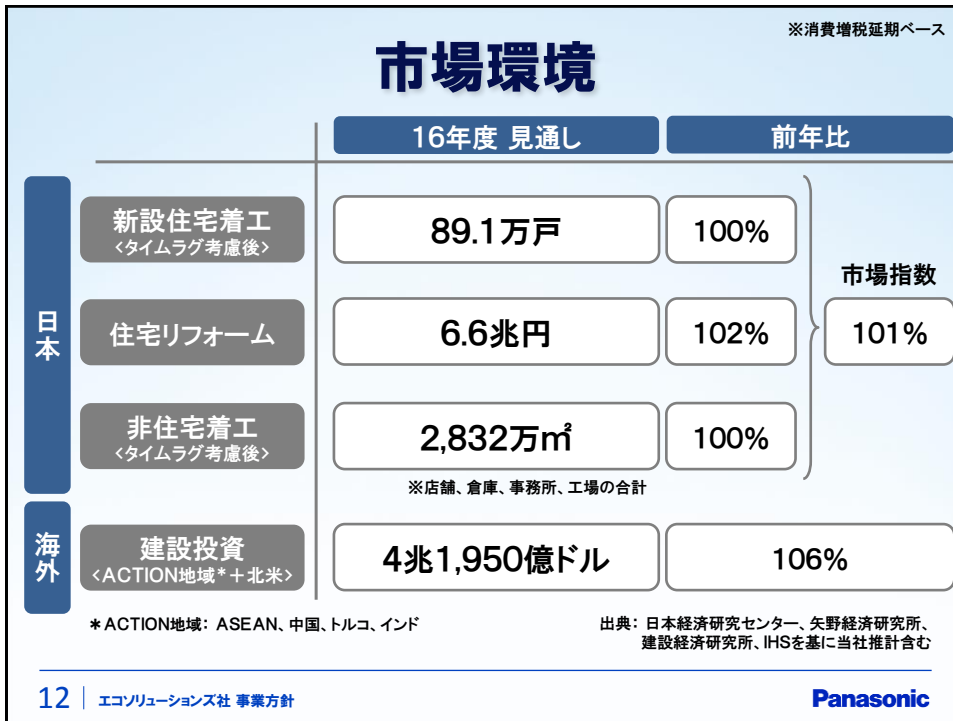 ※消費増税延期ベース
市場環境
16年度 見通し
前年比
日本
新設住宅着工
<タイムラグ考慮後>
89.1万戸
100%
住宅リフォーム
6.6兆円
102%
非住宅着工
<タイムラグ考慮後>
2,832万㎡
100%
※店舗、倉庫、事務所、工場の合計
市場指数
101%
海外
建設投資
<ACTION地域*+北米>
4兆1,950億ドル
106%
*ACTION地域: ASEAN、中国、トルコ、インド
出典: 日本経済研究センター、矢野経済研究所、
建設経済研究所、IHSを基に当社推計含む
12
エコソリューションズ社 事業方針
Panasonic